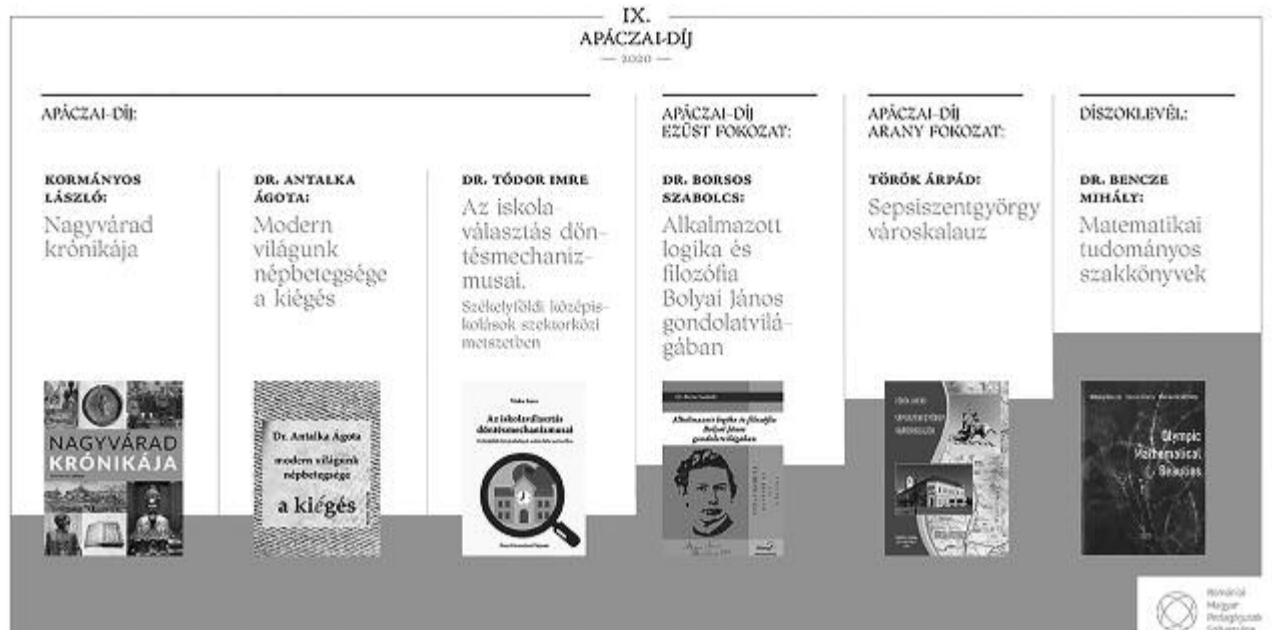 IX.
APÁCZAI-DÍJ
— 2020 —
APÁCZAI-DÍJ:
KORMÁNYOS
LÁSZLÓ:
Nagyvárad
krónikája
DR. ANTALKA
ÁGOTA:
Modern
világunk
népbetegsége
a kiégés
DR. TÓDOR IMRE
Az iskola
választás dön-
tésmechaniz-
musai.
Székelyföldi középis-
kolások szektorközi
metszetben
APÁCZAI-DÍJ
EZÜST FOKOZAT:
DR. BORSOS
SZABOLCS:
Alkalmazott
logika és
filozófia
Bolyai János
gondolatvilá-
gában
APÁCZAI-DÍJ
ARANY FOKOZAT:
TÖRÖK ÁRPÁD:
Sepsiszentgyörgy
városkalauz
DÍSZOKLEVÉL:
DR. BENCZE
MIHÁLY:
Matematikai
tudományos
szakkönyvek
NAGYVÁRAD
KRÓNIKÁJA
Dr. Antalka Ágota
modern világunk
népbetegsége
a kiégés
Az iskolaválasztás
döntésmechanizmusai
Alkalmazott logika és filozófia
Bolyai János
gondolatvilágában
Olympic
Mathematical
Beauties
Romániai
Magyar
Pedagógusok
Szövetsége